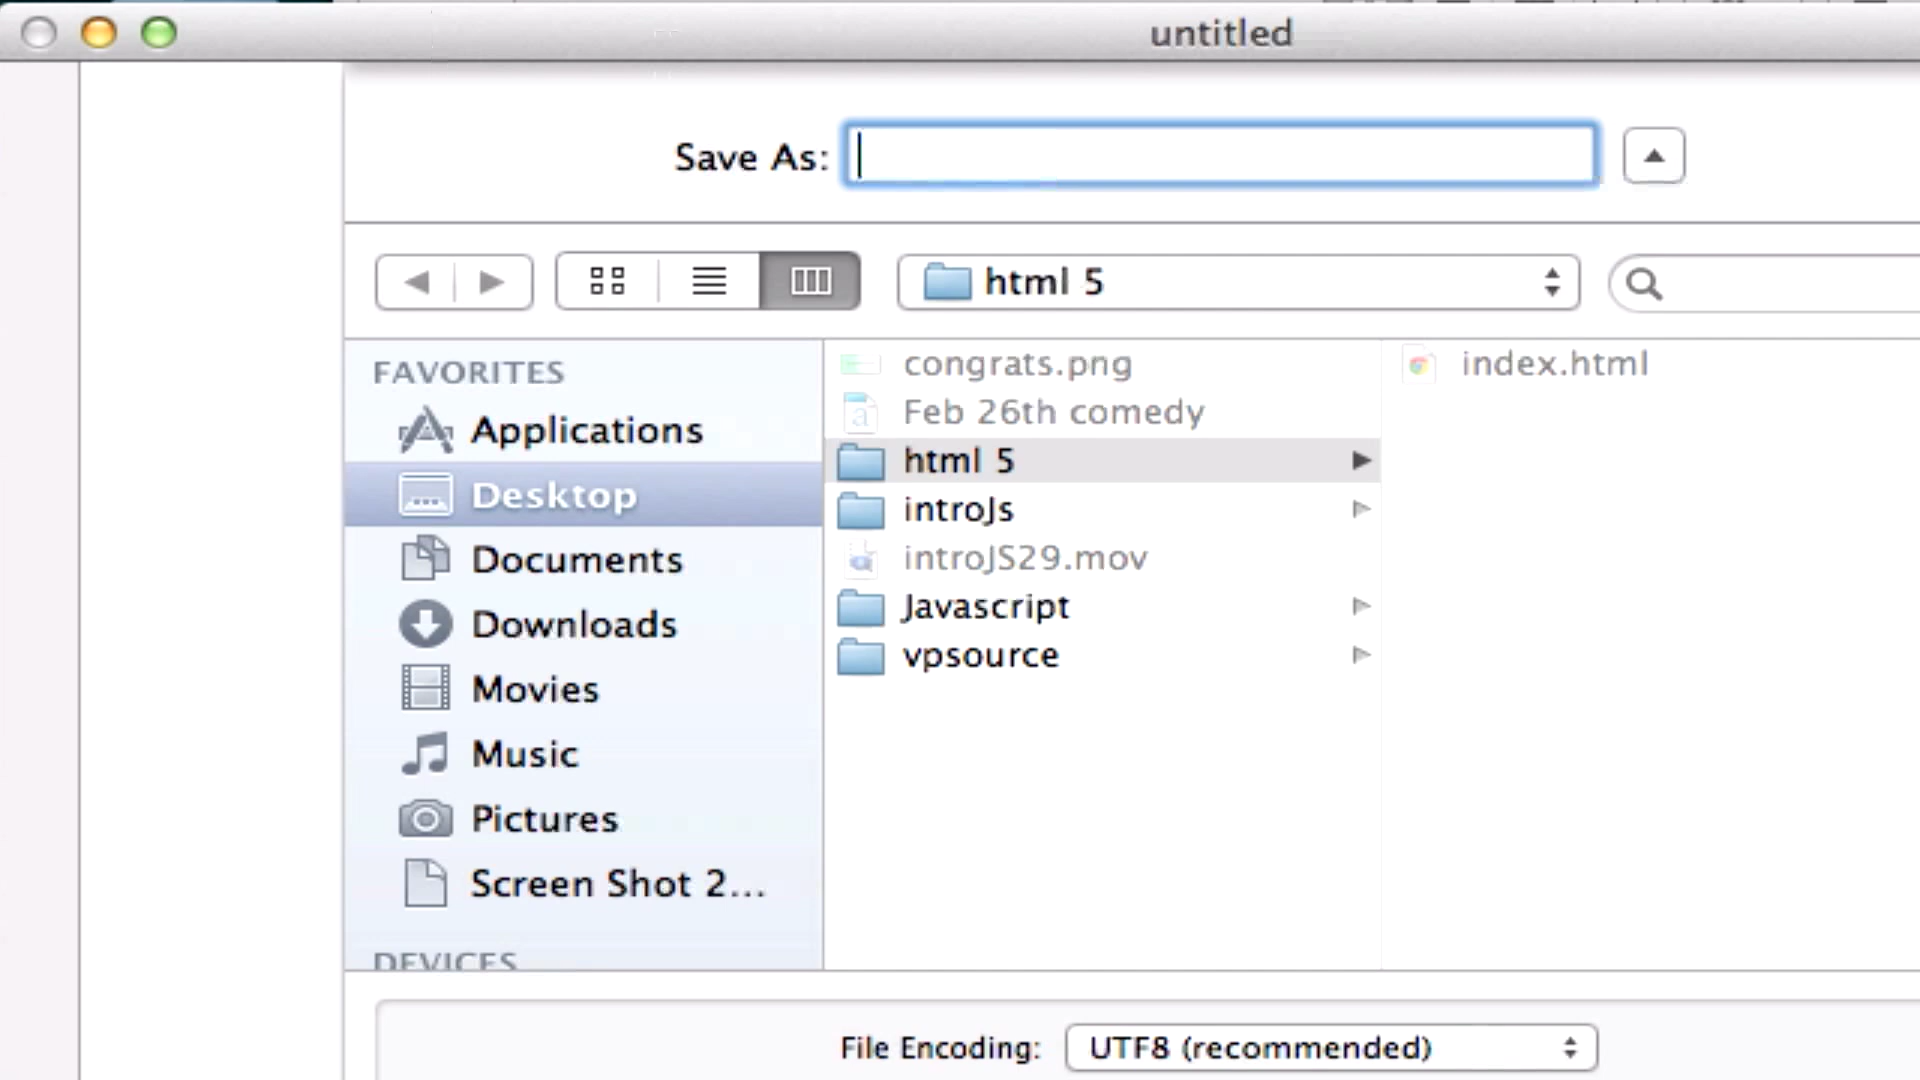 untitled
Save As:
html 5
FAVORITES
Applications
Desktop
Documents
Downloads
Movies
Music
Pictures
Screen Shot 2...
DEVICES
congrats.png
Feb 26th comedy
html 5
introJs
introJS29.mov
Javascript
vpsource
index.html
File Encoding:
UTF8 (recommended)